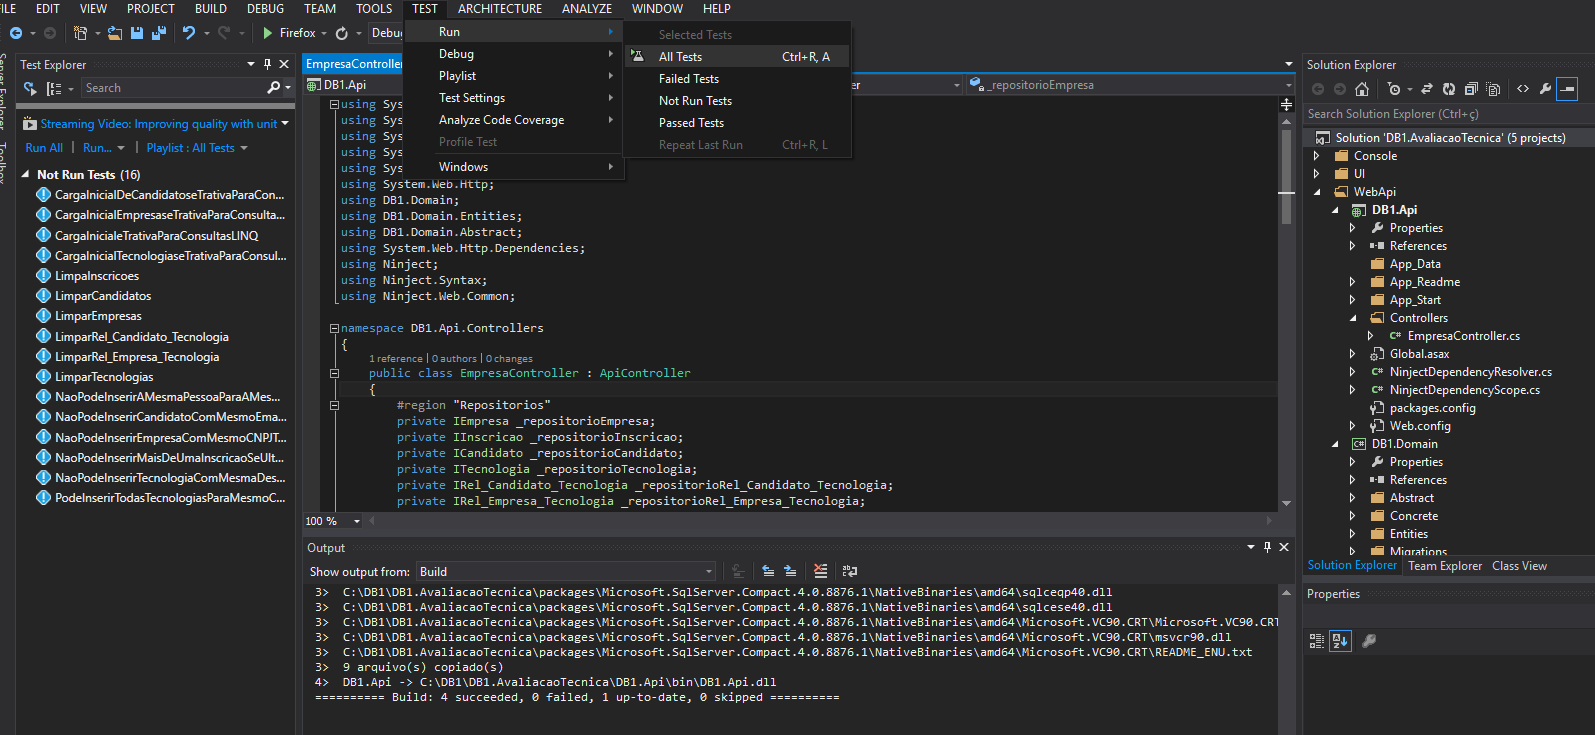 FILE EDIT VIEW PROJECT BUILD DEBUG TEAM TOOLS TEST ARCHITECTURE ANALYZE WINDOW HELP
Firefox Debu
Server Explorer
Toolbox
Test Explorer
Search
Streaming Video: Improving quality with unit
Run All | Run... | Playlist : All Tests
Not Run Tests (16)
CargaInicialDeCandidatoseTrativaParaCon...
CargaInicialEmpresaseTrativaParaConsulta...
CargaInicialeTrativaParaConsultasLINQ
CargaInicialTecnologiaseTrativaParaConsul...
LimpaInscricoes
LimparCandidatos
LimparEmpresas
LimparRel_Candidato_Tecnologia
LimparRel_Empresa_Tecnologia
LimparTecnologias
NaoPodeInserirAMesmaPessoaParaAMes...
NaoPodeInserirCandidatoComMesmoEma...
NaoPodeInserirEmpresaComMesmoCNPJT...
NaoPodeInserirMaisDeUmaInscricaoSeUlt...
NaoPodeInserirTecnologiaComMesmaDes...
PodeInserirTodasTecnologiasParaMesmoC...
Run
Debug
Playlist
Test Settings
Analyze Code Coverage
Profile Test
Windows
Selected Tests
All Tests Ctrl+R, A
Failed Tests
Not Run Tests
Passed Tests
Repeat Last Run Ctrl+R, L
EmpresaController
DB1.Api
er
_repositorioEmpresa
using Sys
using Sys
using Sys
using Sys
using Sys
using System.Web.Http;
using DB1.Domain;
using DB1.Domain.Entities;
using DB1.Domain.Abstract;
using System.Web.Http.Dependencies;
using Ninject;
using Ninject.Syntax;
using Ninject.Web.Common;
namespace DB1.Api.Controllers
{
1 reference | 0 authors | 0 changes
public class EmpresaController : ApiController
{
#region "Repositorios"
private IEmpresa _repositorioEmpresa;
private IInscricao _repositorioInscricao;
private ICandidato _repositorioCandidato;
private ITecnologia _repositorioTecnologia;
private IRel_Candidato_Tecnologia _repositorioRel_Candidato_Tecnologia;
private IRel_Empresa_Tecnologia _repositorioRel_Empresa_Tecnologia;
100 %
Output
Show output from: Build
3> C:\DB1\DB1.AvaliacaoTecnica\packages\Microsoft.SqlServer.Compact.4.0.8876.1\NativeBinaries\amd64\sqlceqp40.dll
3> C:\DB1\DB1.AvaliacaoTecnica\packages\Microsoft.SqlServer.Compact.4.0.8876.1\NativeBinaries\amd64\sqlcese40.dll
3> C:\DB1\DB1.AvaliacaoTecnica\packages\Microsoft.SqlServer.Compact.4.0.8876.1\NativeBinaries\amd64\Microsoft.VC90.CRT\Microsoft.VC90.CRT
3> C:\DB1\DB1.AvaliacaoTecnica\packages\Microsoft.SqlServer.Compact.4.0.8876.1\NativeBinaries\amd64\Microsoft.VC90.CRT\msvcr90.dll
3> C:\DB1\DB1.AvaliacaoTecnica\packages\Microsoft.SqlServer.Compact.4.0.8876.1\NativeBinaries\amd64\Microsoft.VC90.CRT\README_ENU.txt
3> 9 arquivo(s) copiado(s)
4> DB1.Api -> C:\DB1\DB1.AvaliacaoTecnica\DB1.Api\bin\DB1.Api.dll
========== Build: 4 succeeded, 0 failed, 1 up-to-date, 0 skipped ==========
Solution Explorer
Search Solution Explorer (Ctrl+ç)
Solution 'DB1.AvaliacaoTecnica' (5 projects)
Console
UI
WebApi
DB1.Api
Properties
References
App_Data
App_Readme
App_Start
Controllers
C# EmpresaController.cs
Global.asax
C# NinjectDependencyResolver.cs
C# NinjectDependencyScope.cs
packages.config
Web.config
C# DB1.Domain
Properties
References
Abstract
Concrete
Entities
Migrations
Solution Explorer Team Explorer Class View
Properties